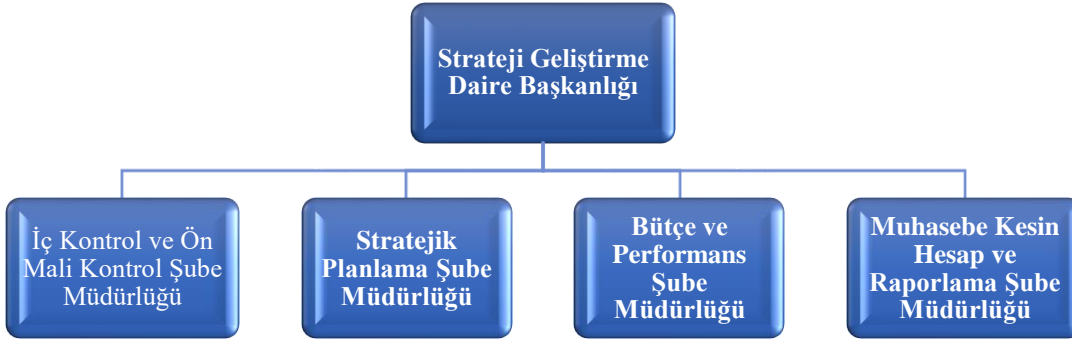 Strateji Geliştirme
Daire Başkanlığı
İç Kontrol ve Ön
Mali Kontrol Şube
Müdürlüğü
Stratejik
Planlama Şube
Müdürlüğü
Bütçe ve
Performans
Şube
Müdürlüğü
Muhasebe Kesin
Hesap ve
Raporlama Şube
Müdürlüğü